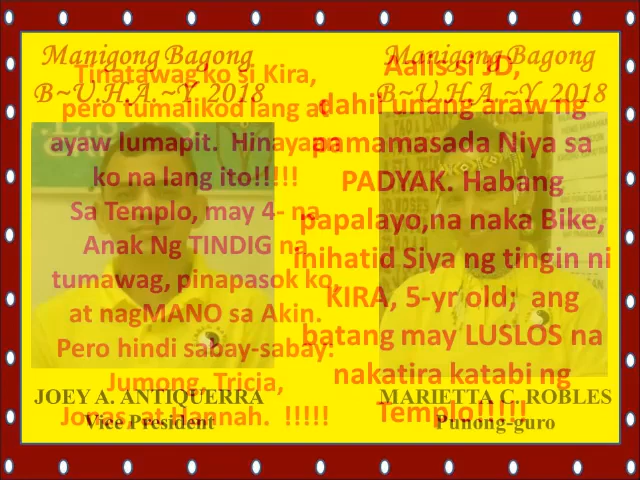 Manigong Bagong
B~U.H.A.~Y 2018
Tinatawag ko si Kira,
pero tumalikod lang at
ayaw lumapit. Hinayaan
ko na lang ito!!!!!
Sa Templo, may 4- na
Anak Ng TINDIG na
tumawag, pinapasok ko,
at nagMANO sa Akin.
Pero hindi sabay-sabay:
Jumong, Tricia,
Jonas, at Hannah. !!!!!
JOEY A. ANTIQUERRA
Vice President
Manigong Bagong
B~U.H.A.~Y 2018
Aalis si JD,
dahil unang araw ng
pamamasada Niya sa
PADYAK. Habang
papalayo,na naka Bike,
inihatid Siya ng tingin ni
KIRA, 5-yr old; ang
batang may LUSLOS na
nakatira katabi ng
Templo!!!!!
MARIETTA C. ROBLES
Punong-guro